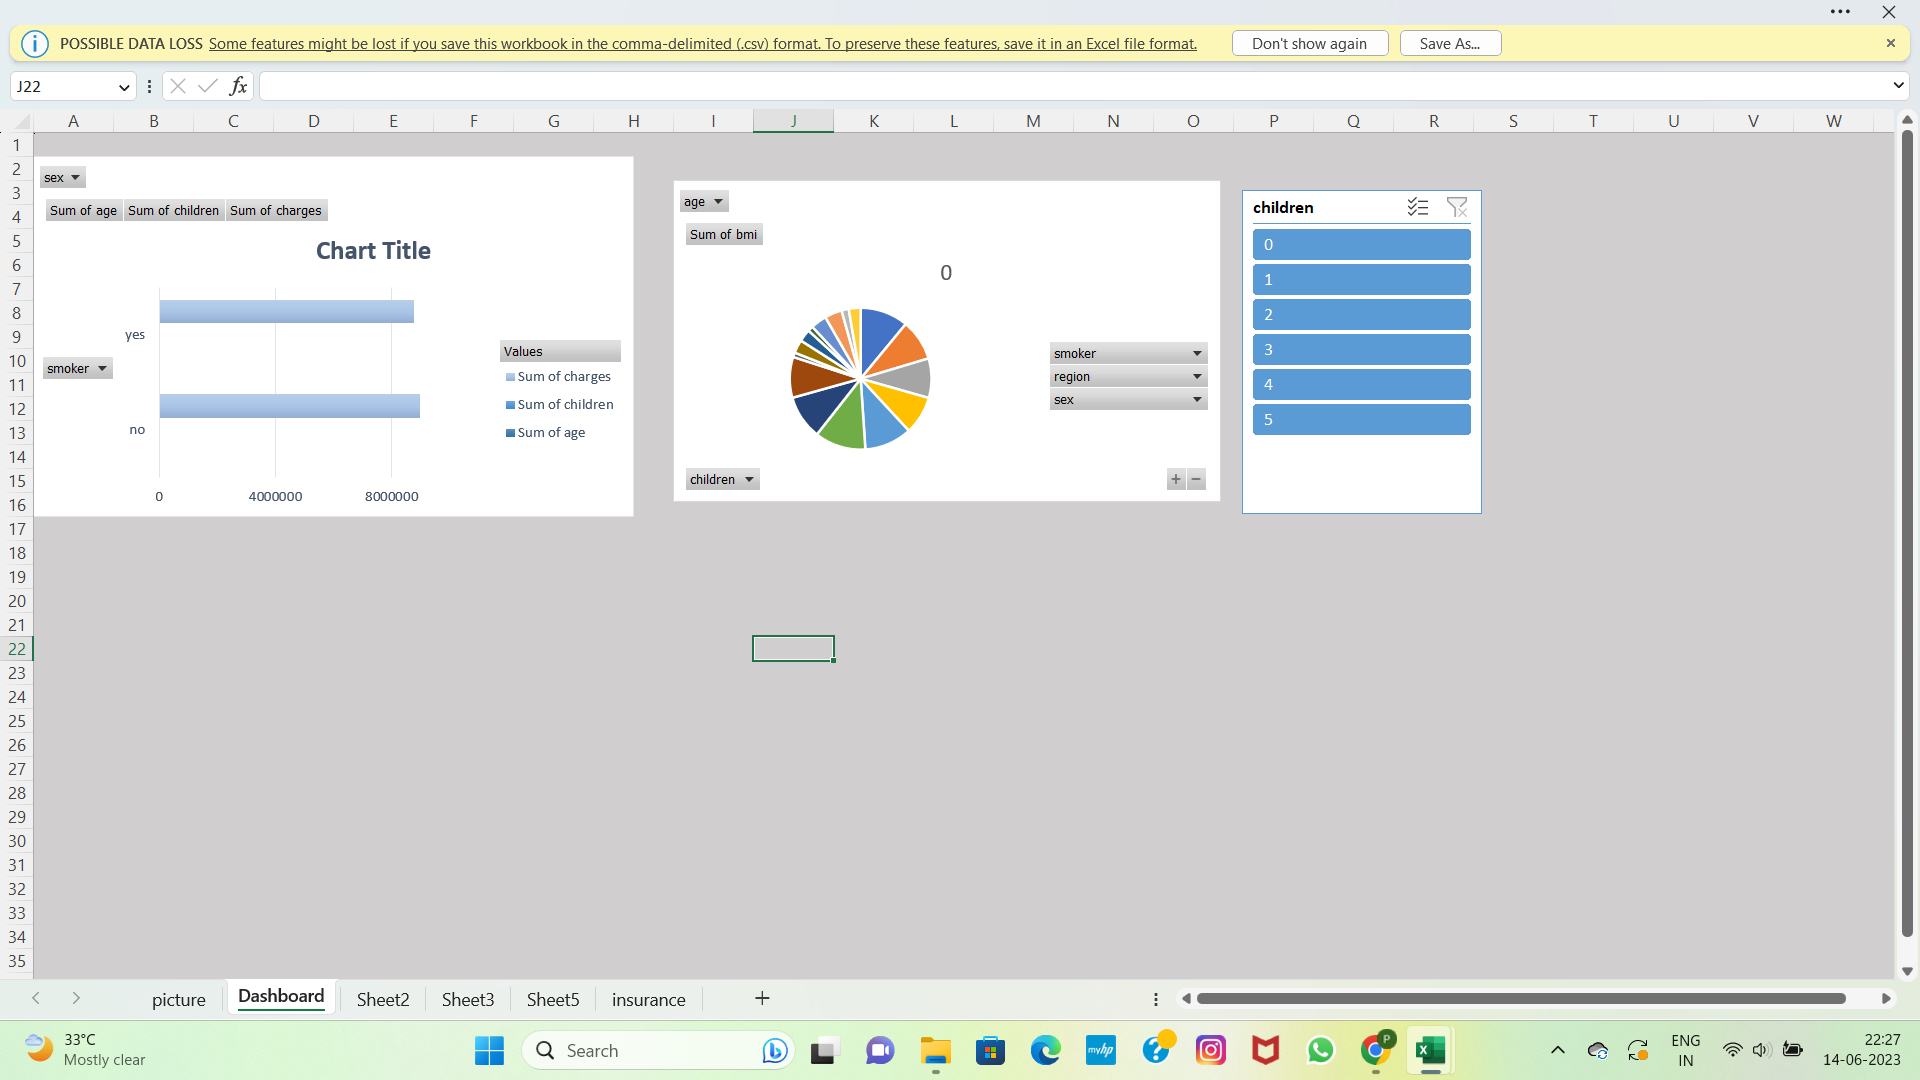 POSSIBLE DATA LOSS Some features might be lost if you save this workbook in the comma-delimited (.csv) format. To preserve these features, save it in an Excel file format. Don't show again Save As...
J22 fx
A B C D E F G H I J K L M N O P Q R S T U V W
1
2
3
4
5
6
7
8
9
10
11
12
13
14
15
16
17
18
19
20
21
22
23
24
25
26
27
28
29
30
31
32
33
34
35
sex
Sum of age Sum of children Sum of charges
Chart Title
yes
smoker
no
0 4000000 8000000
Values
Sum of charges
Sum of children
Sum of age
age
Sum of bmi
0
smoker
region
sex
children
+ −
children
0
1
2
3
4
5
picture Dashboard Sheet2 Sheet3 Sheet5 insurance +
33°C
Mostly clear
Search
myhp
P
ENG
IN
22:27
14-06-2023